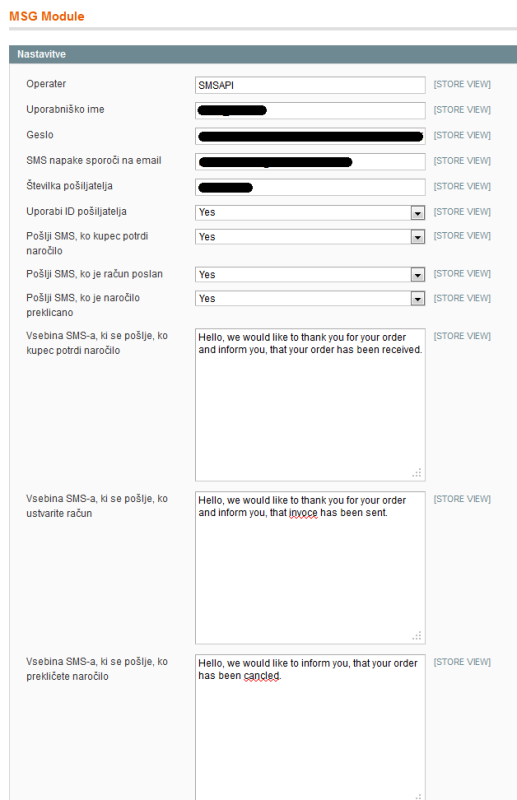 MSG Module
Nastavitve
Operater
SMSAPI
[STORE VIEW]
Uporabniško ime
[STORE VIEW]
Geslo
[STORE VIEW]
SMS napake sporoči na email
[STORE VIEW]
Številka pošiljatelja
[STORE VIEW]
Uporabi ID pošiljatelja
Yes
[STORE VIEW]
Pošlji SMS, ko kupec potrdi
naročilo
Yes
[STORE VIEW]
Pošlji SMS, ko je račun poslan
Yes
[STORE VIEW]
Pošlji SMS, ko je naročilo
preklicano
Yes
[STORE VIEW]
Vsebina SMS-a, ki se pošlje, ko
kupec potrdi naročilo
Hello, we would like to thank you for your order
and inform you, that your order has been received.
[STORE VIEW]
Vsebina SMS-a, ki se pošlje, ko
ustvarite račun
Hello, we would like to thank you for your order
and inform you, that invoce has been sent.
[STORE VIEW]
Vsebina SMS-a, ki se pošlje, ko
prekličete naročilo
Hello, we would like to inform you, that your order
has been cancled.
[STORE VIEW]